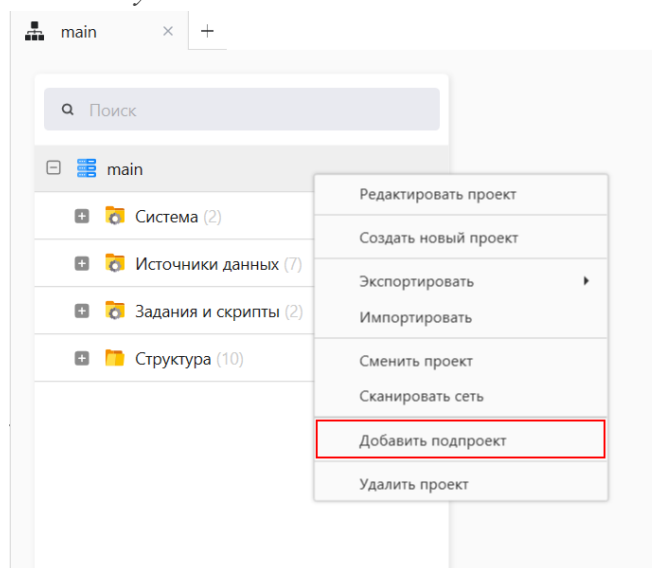 main × +
Поиск
main
Система (2)
Источники данных (7)
Задания и скрипты (2)
Структура (10)
Редактировать проект
Создать новый проект
Экспортировать
Импортировать
Сменить проект
Сканировать сеть
Добавить подпроект
Удалить проект